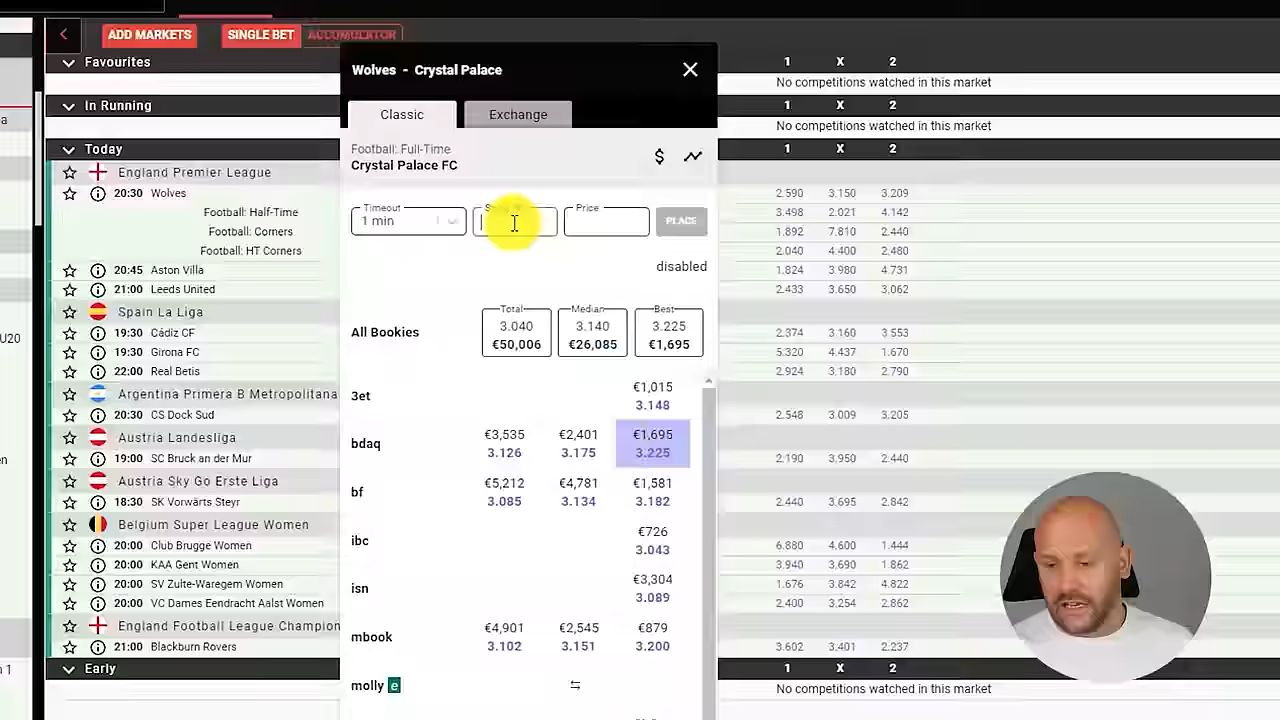 ADD MARKETS SINGLE BET ACCUMULATOR
Favourites 1 X 2
No competitions watched in this market
In Running 1 X 2
No competitions watched in this market
Today 1 X 2
England Premier League
20:30 Wolves 2.590 3.150 3.209
Football: Half-Time 3.498 2.021 4.142
Football: Corners 1.892 7.810 2.440
Football: HT Corners 2.040 4.400 2.480
20:45 Aston Villa 1.824 3.980 4.731
21:00 Leeds United 2.433 3.650 3.062
Spain La Liga
19:30 Cádiz CF 2.374 3.160 3.553
19:30 Girona FC 5.320 4.437 1.670
22:00 Real Betis 2.924 3.180 2.790
Argentina Primera B Metropolitana
20:30 CS Dock Sud 2.548 3.009 3.205
Austria Landesliga
19:00 SC Bruck an der Mur 2.190 3.950 2.440
Austria Sky Go Erste Liga
18:30 SK Vorwärts Steyr 2.440 3.695 2.842
Belgium Super League Women
20:00 Club Brugge Women 6.880 4.600 1.444
20:00 KAA Gent Women 3.940 3.690 1.862
20:00 SV Zulte-Waregem Women 1.676 3.842 4.822
20:00 VC Dames Eendracht Aalst Women 2.400 3.254 2.862
England Football League Champion
21:00 Blackburn Rovers 3.602 3.401 2.237
Early 1 X 2
No competitions watched in this market
U20
Wolves - Crystal Palace
Classic Exchange
Football: Full-Time
Crystal Palace FC
$
Timeout Price
1 min PLACE
disabled
Total Median Best
All Bookies 3.040 3.140 3.225
€50,006 €26,085 €1,695
3et €1,015
3.148
bdaq €3,535 €2,401 €1,695
3.126 3.175 3.225
bf €5,212 €4,781 €1,581
3.085 3.134 3.182
ibc €726
3.043
isn €3,304
3.089
mbook €4,901 €2,545 €879
3.102 3.151 3.200
molly e